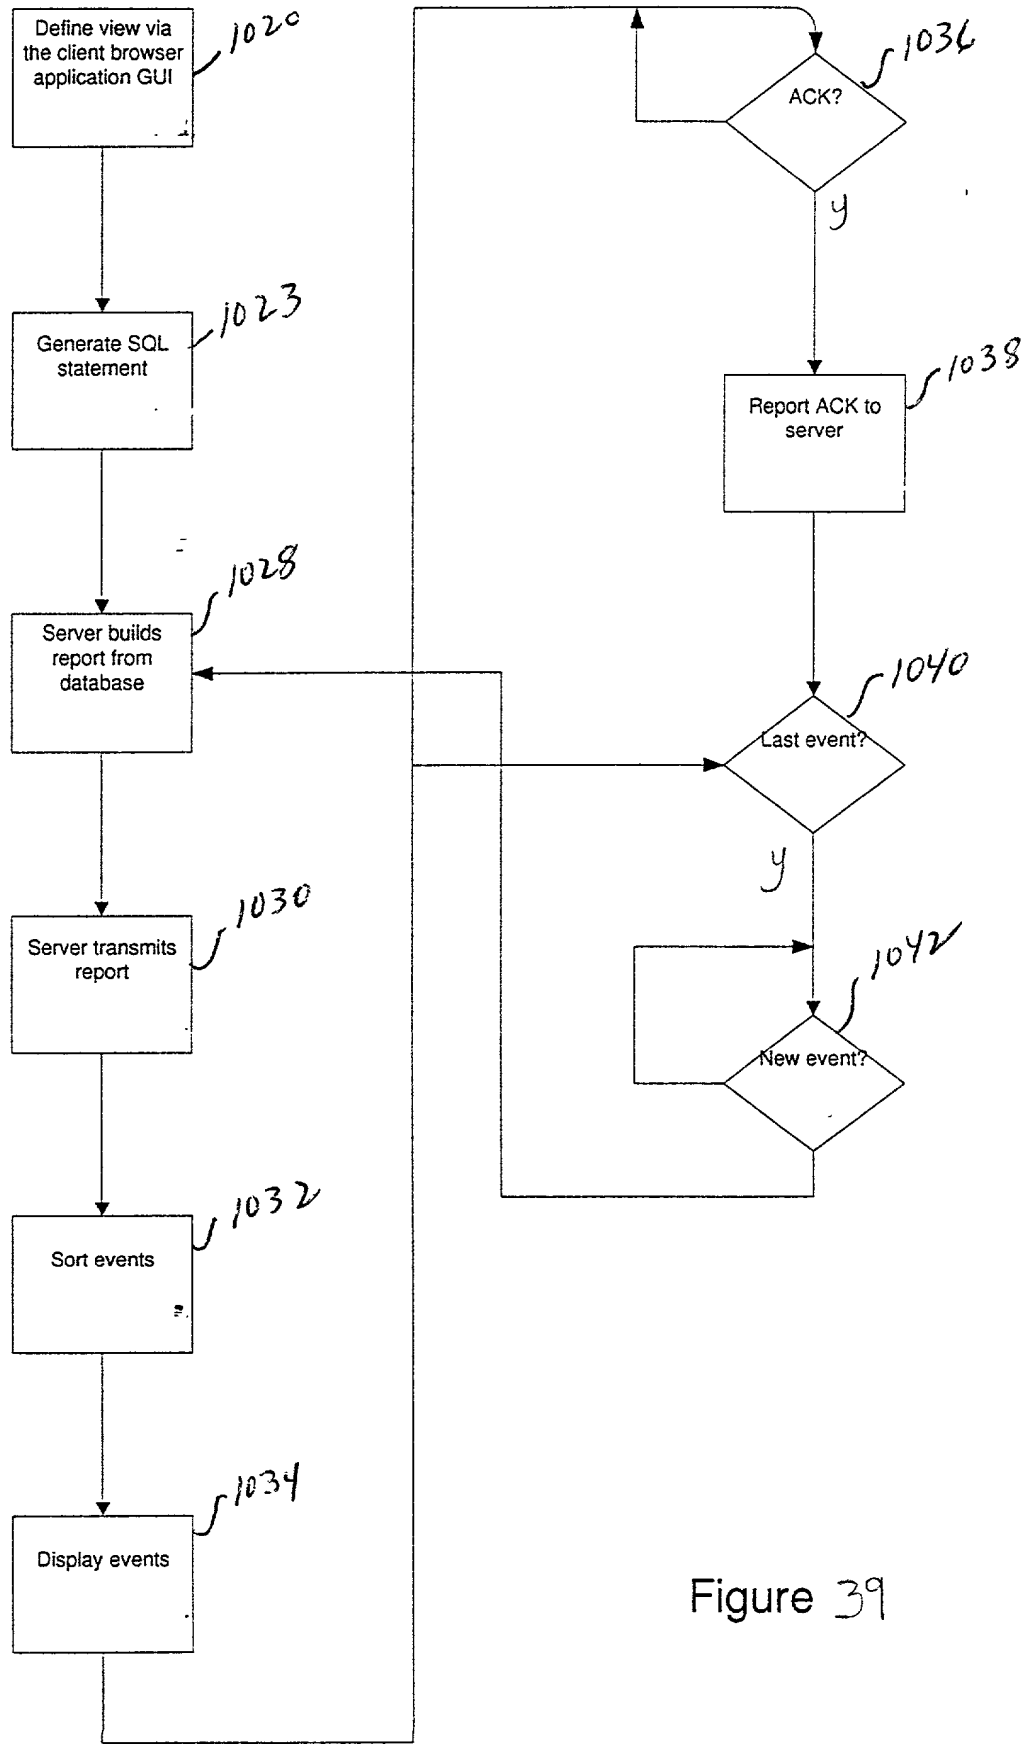 Define view via
the client browser
application GUI
1020
Generate SQL
statement
1023
Server builds
report from
database
1028
Server transmits
report
1030
Sort events
1032
Display events
1034
ACK?
1036
y
Report ACK to
server
1038
Last event?
1040
y
New event?
1042
Figure 39